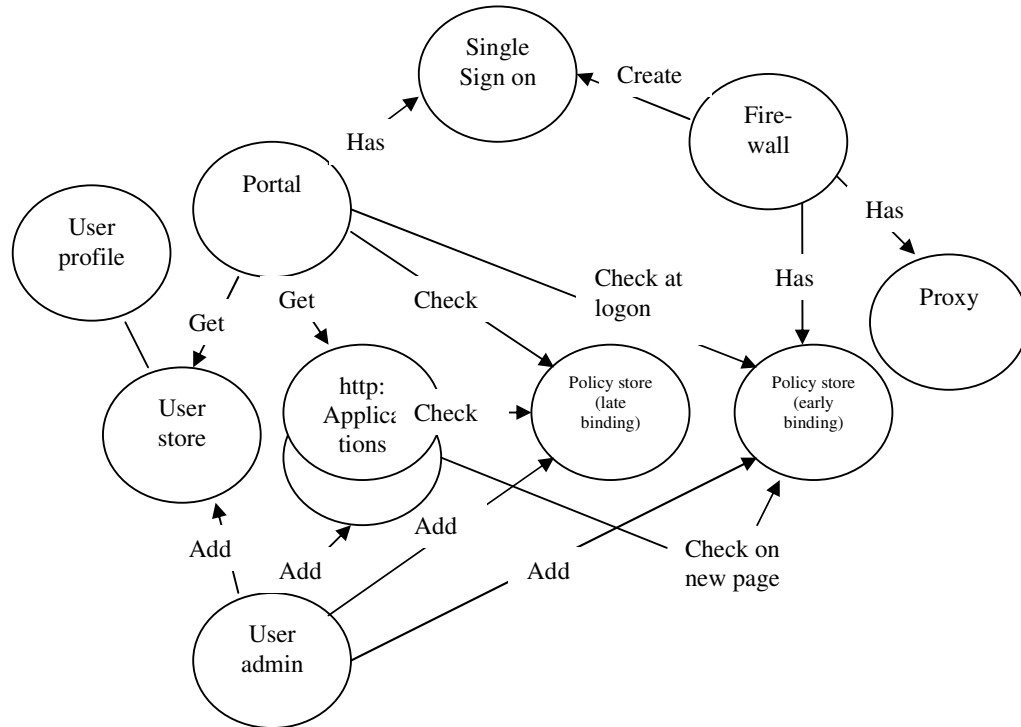 Single
Sign on
Create
Fire-
wall
Has
Portal
User
profile
Has
Check at
logon
Has
Proxy
Get
Check
Get
http:
Applica
tions
Check
Policy store
(late
binding)
Policy store
(early
binding)
User
store
Add
Add
Add
Add
Check on
new page
User
admin